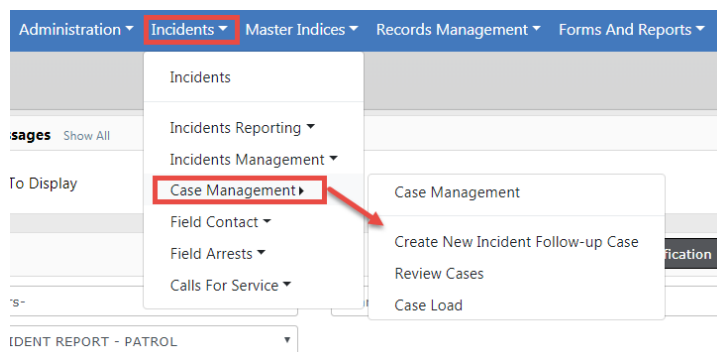 Administration Incidents Master Indices Records Management Forms And Reports
Incidents
ssages Show All
Incidents Reporting
Incidents Management
To Display
Case Management
Case Management
Field Contact
Create New Incident Follow-up Case
Field Arrests
fication
Review Cases
Calls For Service
rs-
Case Load
IDENT REPORT - PATROL